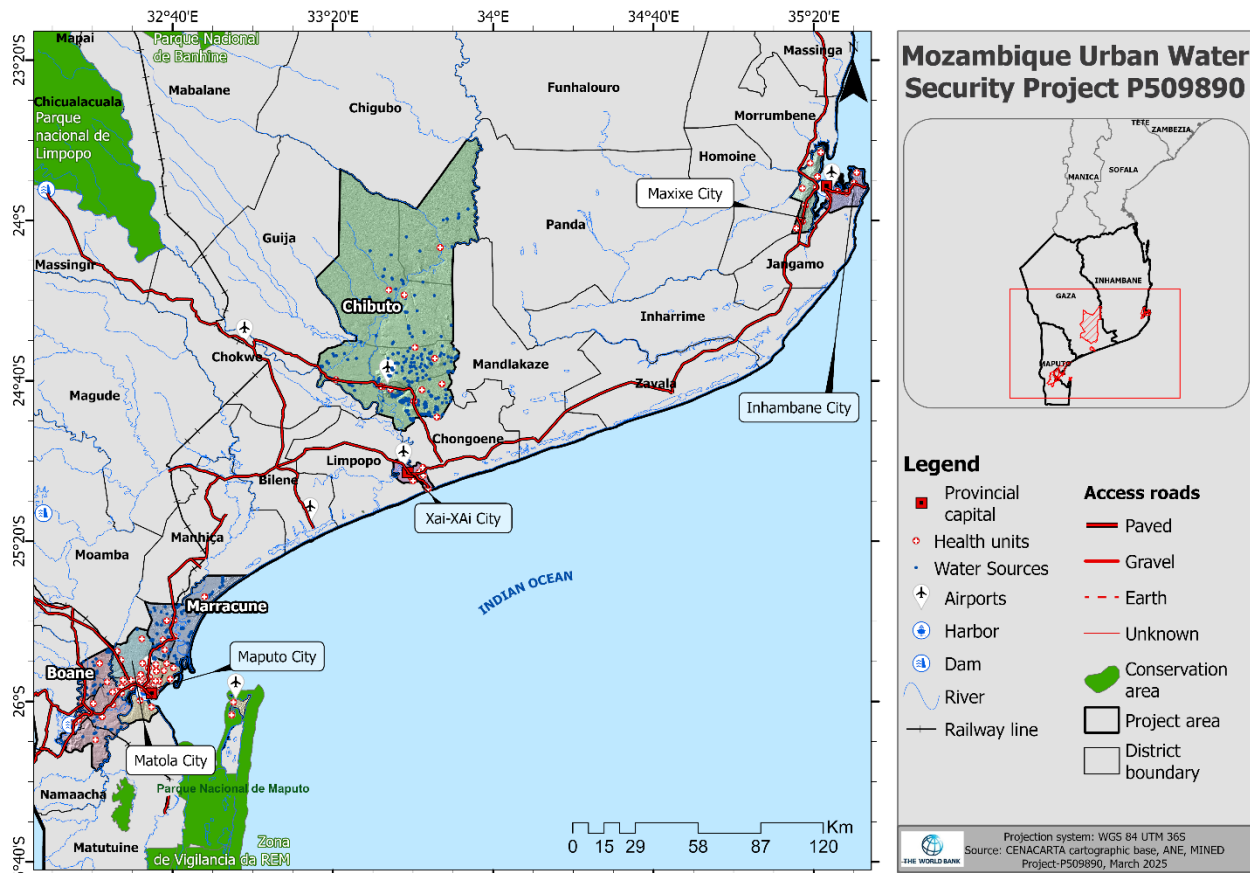 32°40'E
33°20'E
34°0'E
34°40'E
35°20'E
23°20'S
24°0'S
24°40'S
25°20'S
26°0'S
26°40'S
Mapai
Parque Nacional
de Banhine
Massinga
N
Mabalane
Chigubo
Funhalouro
Chicualacuala
Parque
nacional de
Limpopo
Morrumbene
Homoine
Maxixe City
Guija
Panda
Massingir
Jangamo
Chibuto
Inharrime
Chokwe
Mandlakaze
Zavala
Magude
Inhambane City
Chongoene
Limpopo
Bilene
Xai-XAi City
Manhiça
Moamba
INDIAN OCEAN
Marracune
Maputo City
Boane
Matola City
Namaacha
Parque Nacional de Maputo
Matutuine
Zona
de Vigilancia da REM
Km
0 15 29 58 87 120
Mozambique Urban Water
Security Project P509890
TETE
ZAMBEZIA
MANICA
SOFALA
GAZA
INHAMBANE
MAPUTO
Legend
Provincial
capital
Health units
Water Sources
Airports
Harbor
Dam
River
Railway line
Access roads
Paved
Gravel
Earth
Unknown
Conservation
area
Project area
District
boundary
THE WORLD BANK
Projection system: WGS 84 UTM 36S
Source: CENACARTA cartographic base, ANE, MINED
Project-P509890, March 2025